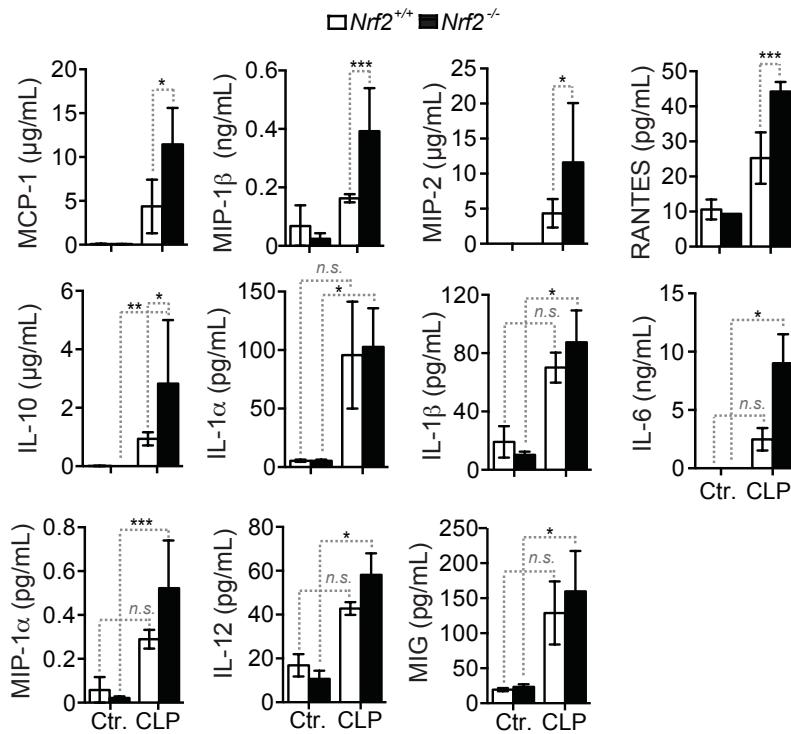 Nrf2+/+ Nrf2-/-
MCP-1 (µg/mL)
20
15
10
5
0
*
MIP-1β (ng/mL)
0.6
0.4
0.2
0
***
MIP-2 (µg/mL)
15
10
5
0
*
RANTES (pg/mL)
50
40
30
20
10
0
***
IL-10 (µg/mL)
6
4
2
0
** *
IL-1α (pg/mL)
150
100
50
0
n.s.
*
IL-1β (pg/mL)
120
90
60
30
0
*
n.s.
IL-6 (ng/mL)
15
10
5
0
*
n.s.
Ctr. CLP
MIP-1α (pg/mL)
0.8
0.6
0.4
0.2
0
***
n.s.
Ctr. CLP
IL-12 (pg/mL)
80
60
40
20
0
*
n.s.
Ctr. CLP
MIG (pg/mL)
250
200
150
100
50
0
*
n.s.
Ctr. CLP